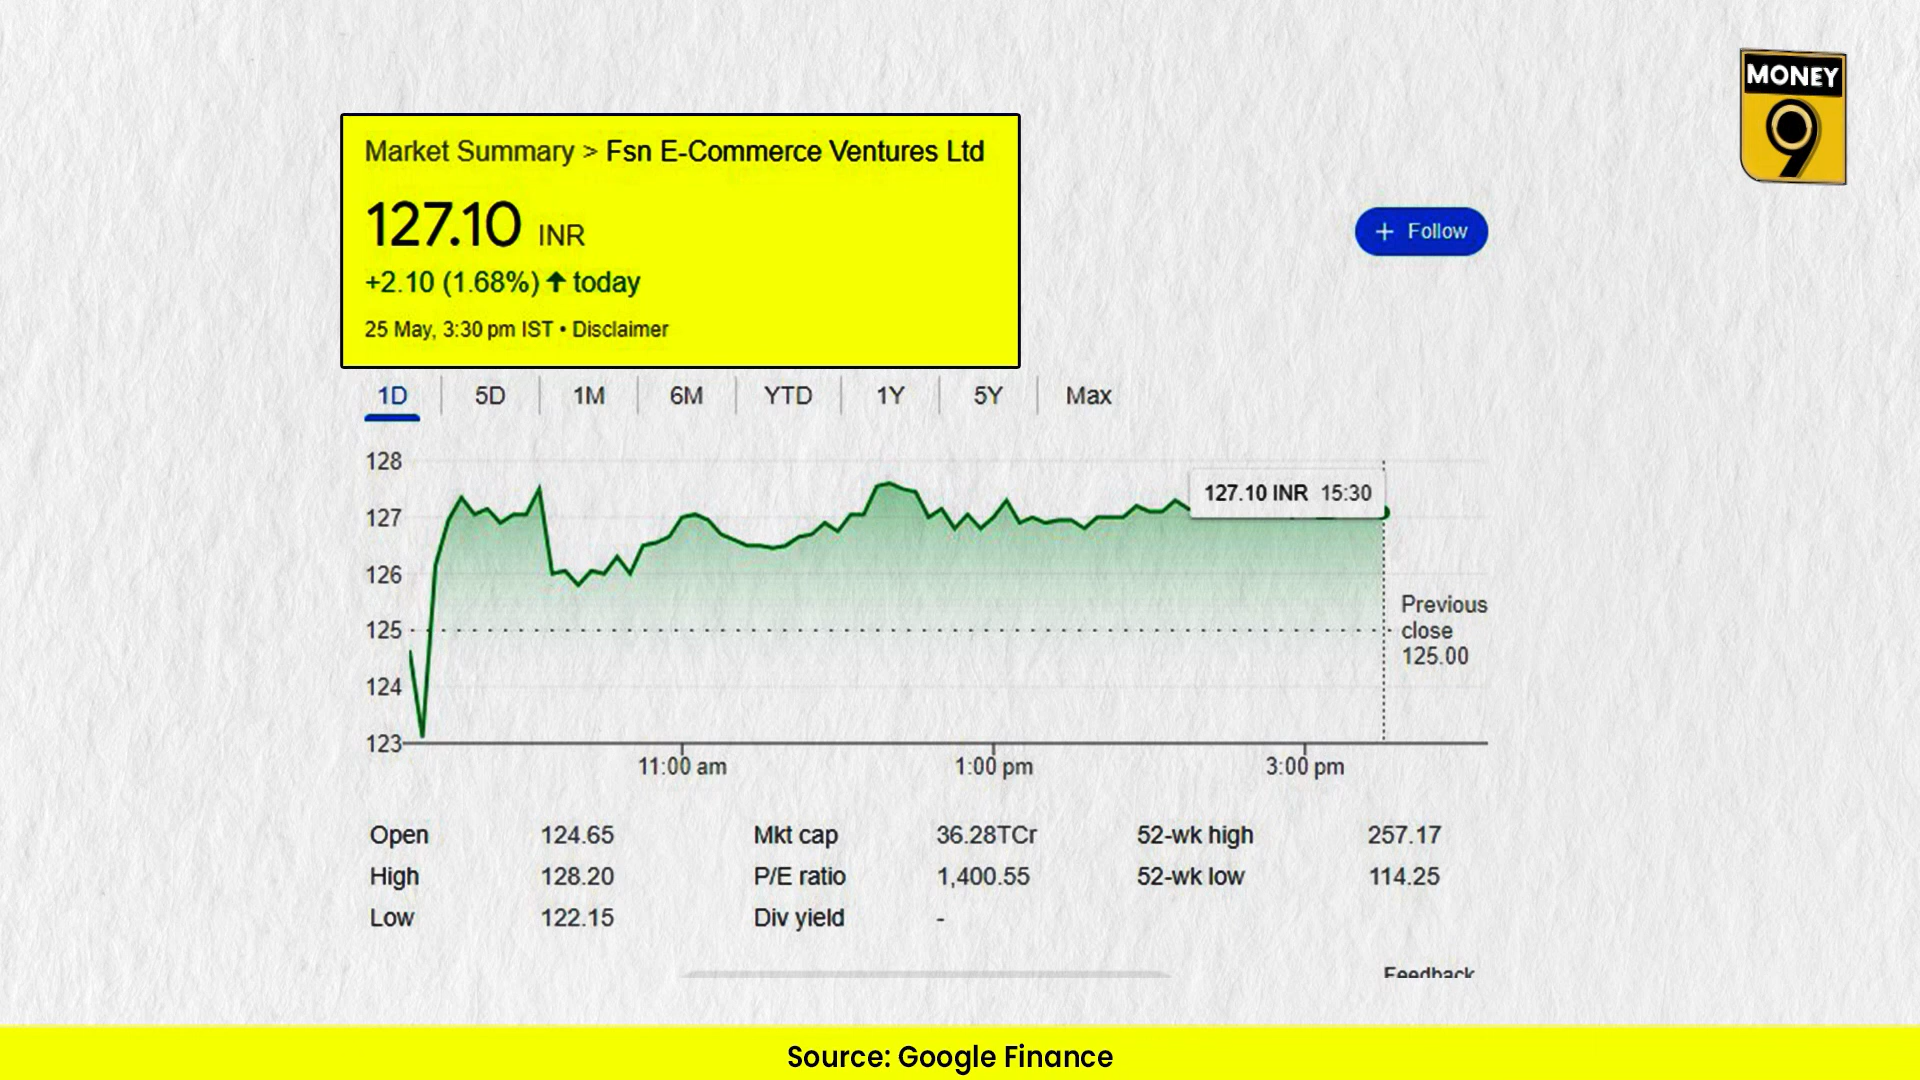 MONEY
9
Market Summary > Fsn E-Commerce Ventures Ltd
127.10 INR
+2.10 (1.68%) ↑ today
25 May, 3:30 pm IST • Disclaimer
+ Follow
1D 5D 1M 6M YTD 1Y 5Y Max
128
127
126
125
124
123
127.10 INR 15:30
Previous
close
125.00
11:00 am 1:00 pm 3:00 pm
Open 124.65 Mkt cap 36.28TCr 52-wk high 257.17
High 128.20 P/E ratio 1,400.55 52-wk low 114.25
Low 122.15 Div yield -
Feedback
Source: Google Finance